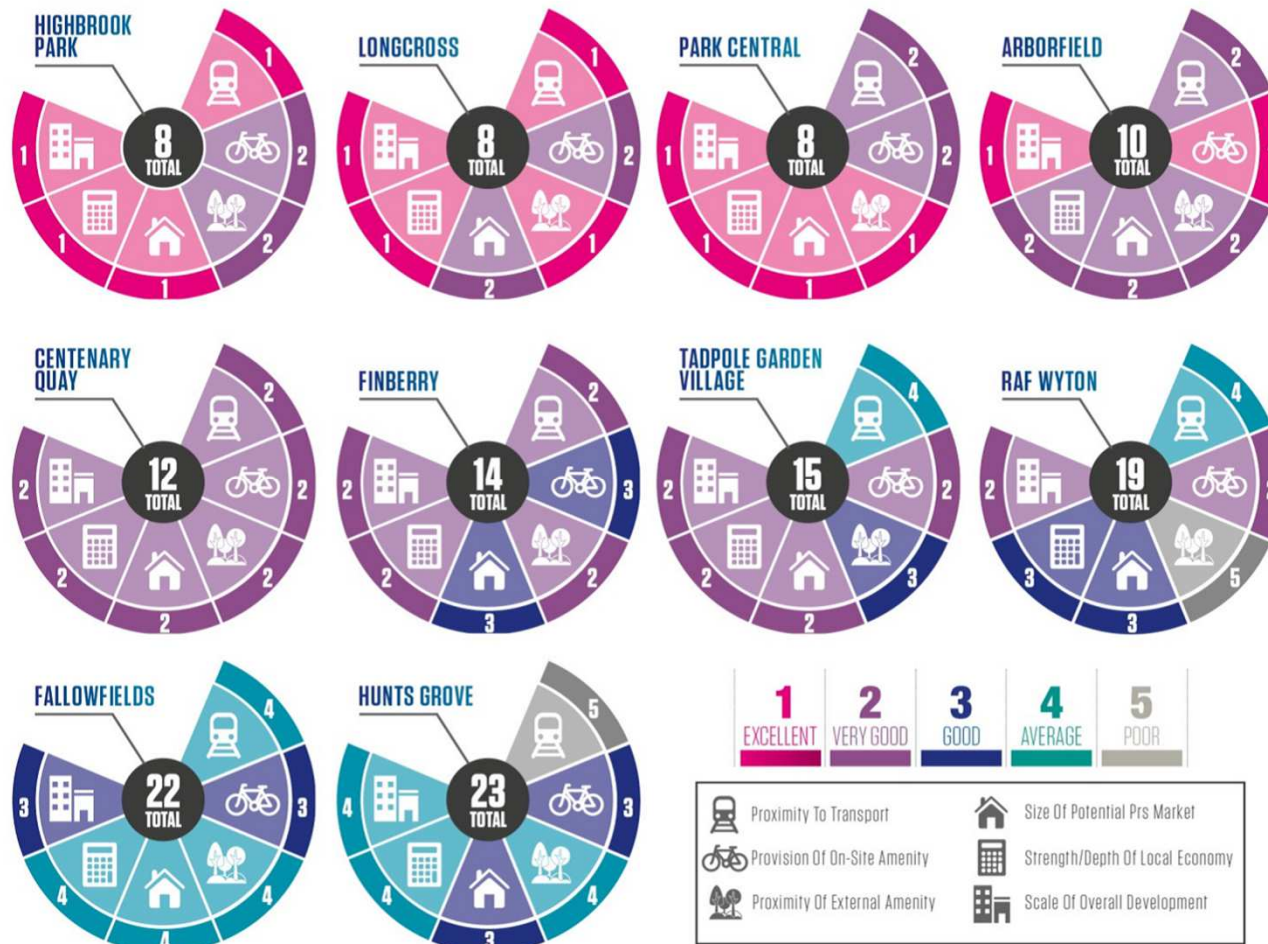 HIGHBROOK
PARK
8
TOTAL
1
2
2
1
1
1
LONGCROSS
8
TOTAL
1
2
1
2
1
1
PARK CENTRAL
8
TOTAL
2
2
1
1
1
1
ARBORFIELD
10
TOTAL
2
2
2
2
1
CENTENARY
QUAY
12
TOTAL
2
2
2
2
2
2
FINBERRY
14
TOTAL
2
3
2
3
2
2
TADPOLE GARDEN
VILLAGE
15
TOTAL
4
2
3
2
2
2
RAF WYTON
19
TOTAL
4
2
5
3
3
2
FALLOWFIELDS
22
TOTAL
4
3
4
4
4
3
HUNTS GROVE
23
TOTAL
5
3
4
3
4
4
1
EXCELLENT
2
VERY GOOD
3
GOOD
4
AVERAGE
5
POOR
Proximity To Transport
Provision Of On-Site Amenity
Proximity Of External Amenity
Size Of Potential Prs Market
Strength/Depth Of Local Economy
Scale Of Overall Development